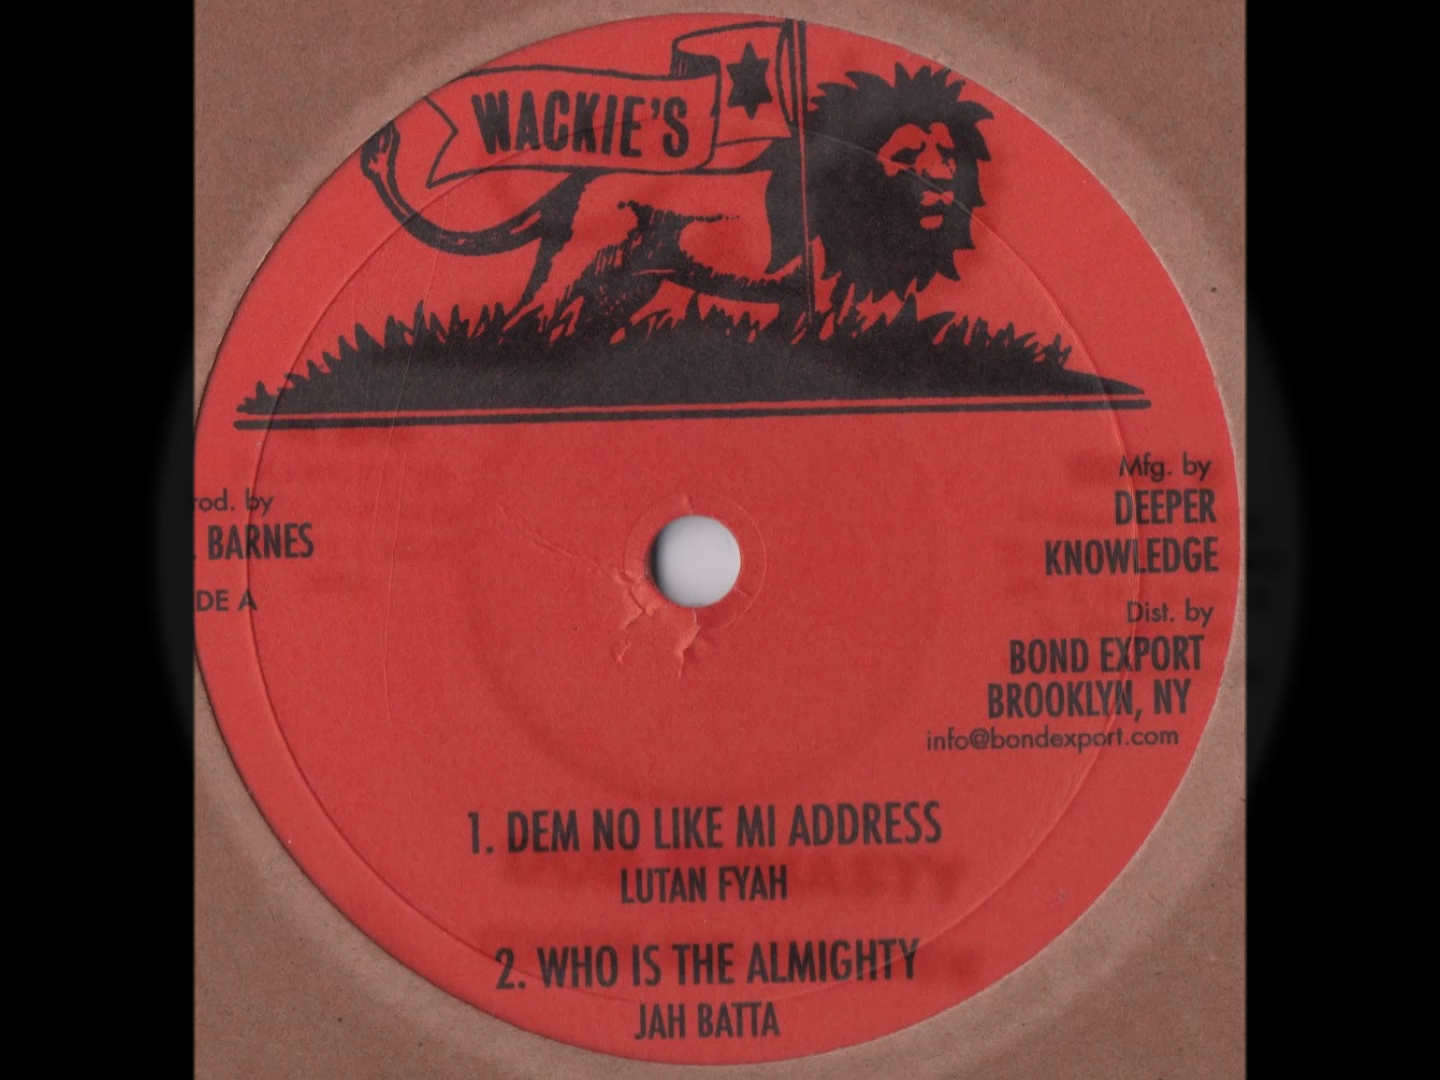 WACKIE'S
rod. by
. BARNES
DE A
Mfg. by
DEEPER
KNOWLEDGE
Dist. by
BOND EXPORT
BROOKLYN, NY
info@bondexport.com
1. DEM NO LIKE MI ADDRESS
LUTAN FYAH
2. WHO IS THE ALMIGHTY
JAH BATTA